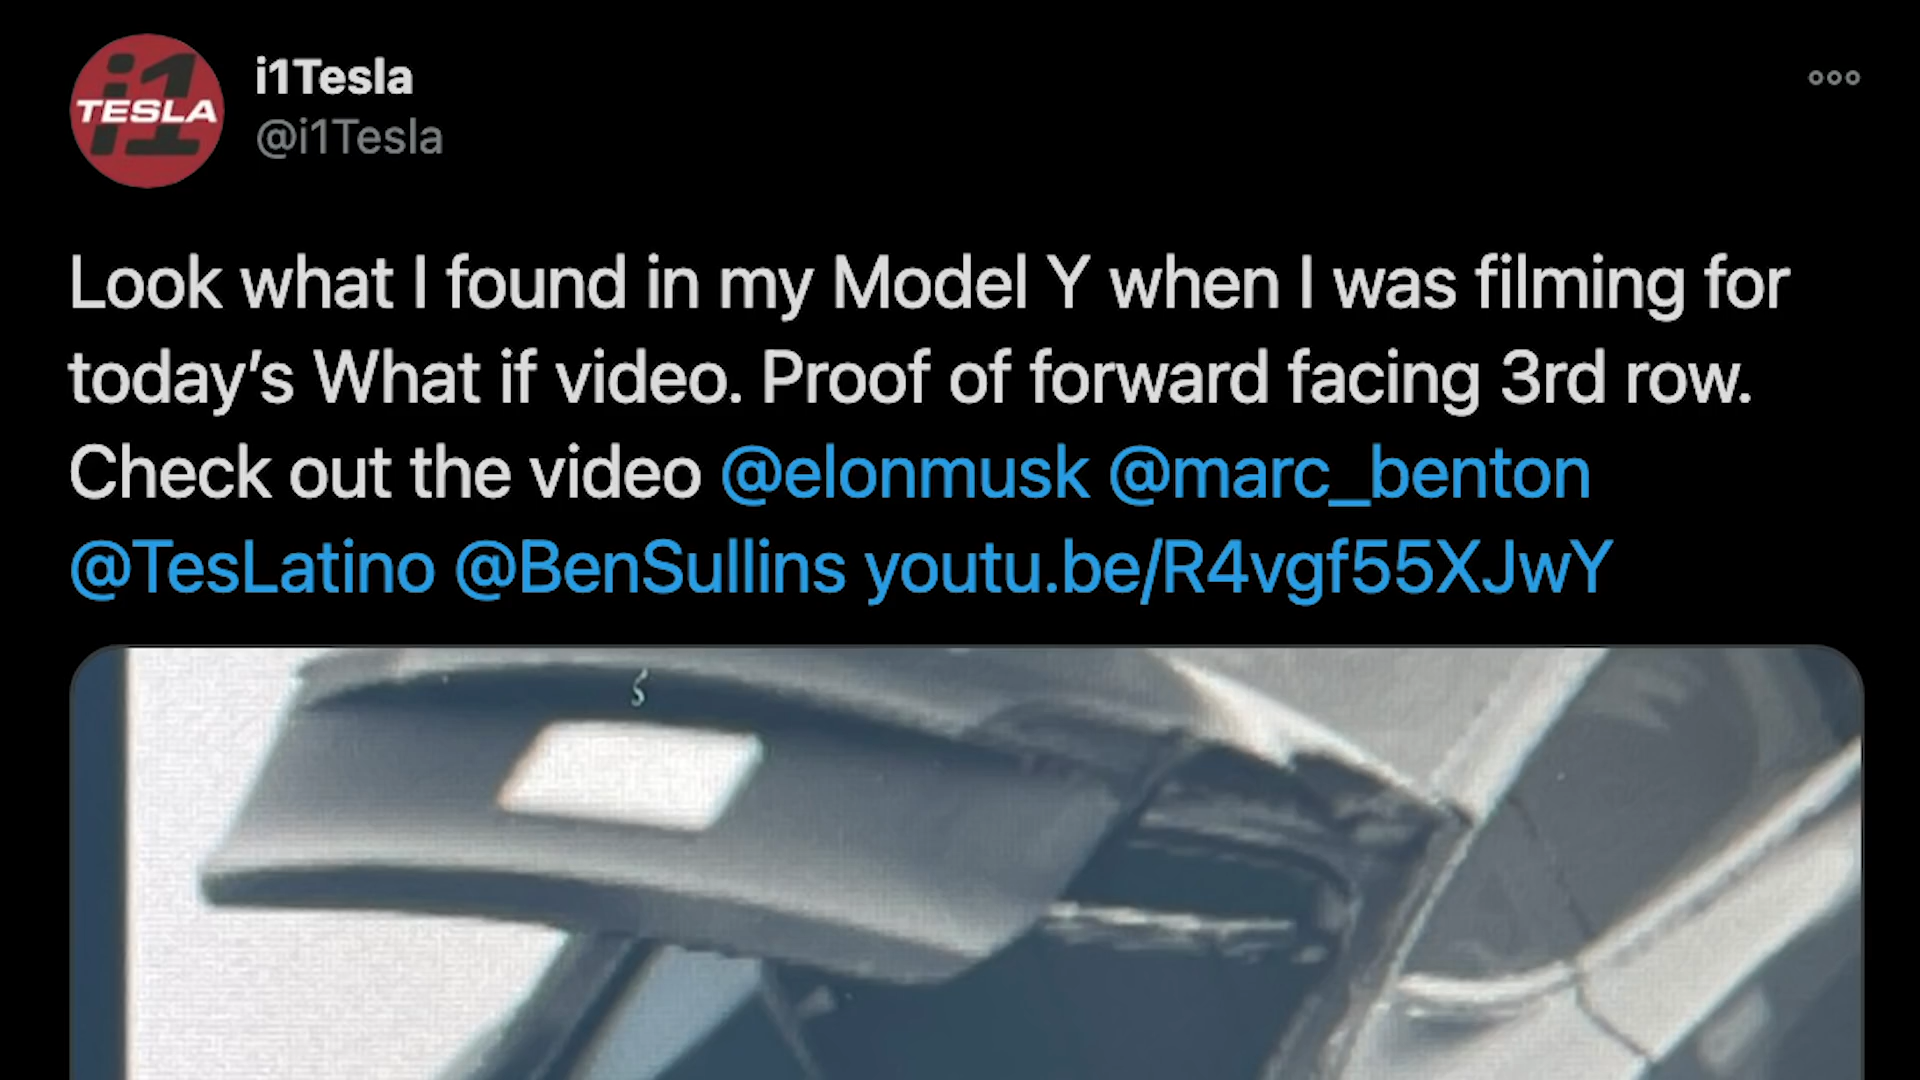 i1
TESLA
i1Tesla
@i1Tesla
Look what I found in my Model Y when I was filming for
today’s What if video. Proof of forward facing 3rd row.
Check out the video @elonmusk @marc_benton
@TesLatino @BenSullins youtu.be/R4vgf55XJwY